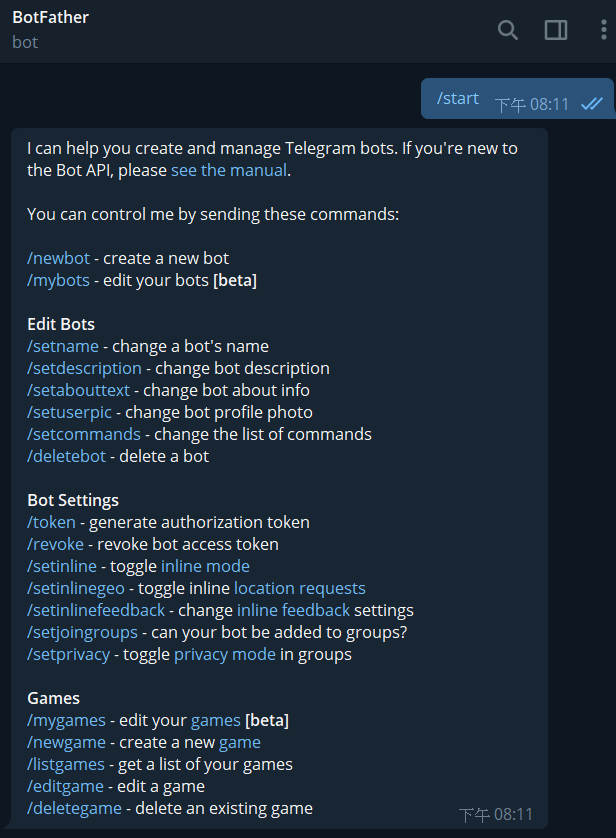 BotFather
bot
/start 下午 08:11
I can help you create and manage Telegram bots. If you're new to
the Bot API, please see the manual.
You can control me by sending these commands:
/newbot - create a new bot
/mybots - edit your bots [beta]
Edit Bots
/setname - change a bot's name
/setdescription - change bot description
/setabouttext - change bot about info
/setuserpic - change bot profile photo
/setcommands - change the list of commands
/deletebot - delete a bot
Bot Settings
/token - generate authorization token
/revoke - revoke bot access token
/setinline - toggle inline mode
/setinlinegeo - toggle inline location requests
/setinlinefeedback - change inline feedback settings
/setjoingroups - can your bot be added to groups?
/setprivacy - toggle privacy mode in groups
Games
/mygames - edit your games [beta]
/newgame - create a new game
/listgames - get a list of your games
/editgame - edit a game
/deletegame - delete an existing game
下午 08:11